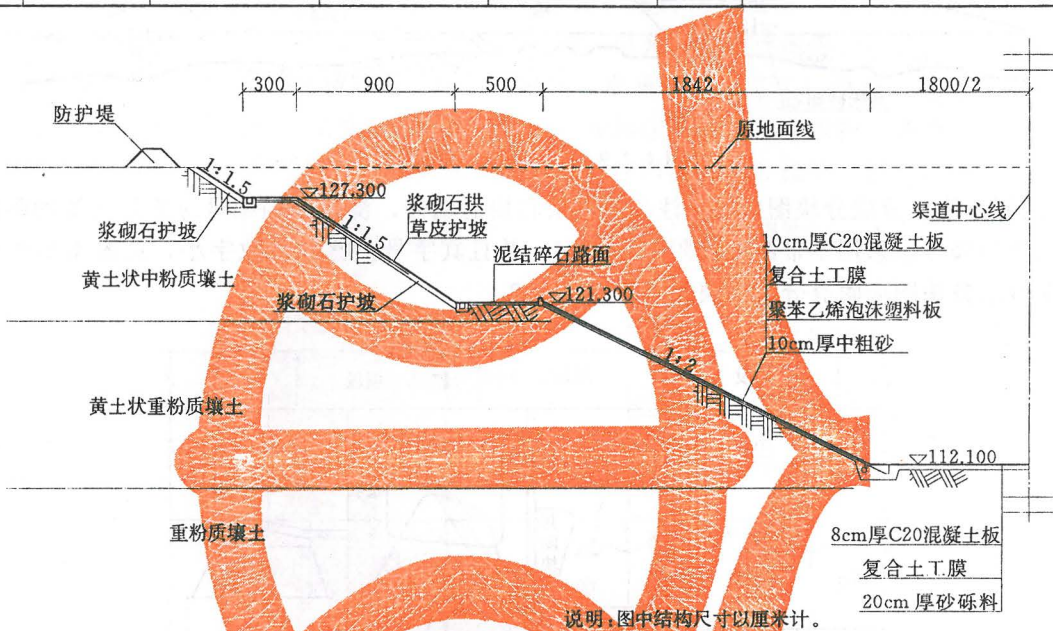 300 900 500 1842 1800/2
防护堤
原地面线
1:1.5
127.300
浆砌石拱
草皮护坡
渠道中心线
浆砌石护坡
1:1.5
10cm厚C20混凝土板
泥结碎石路面
黄土状中粉质壤土
复合土工膜
浆砌石护坡
121.300
聚苯乙烯泡沫塑料板
10cm厚中粗砂
1:2
黄土状重粉质壤土
112.100
重粉质壤土
8cm厚C20混凝土板
复合土工膜
20cm厚砂砾料
说明:图中结构尺寸以厘米计。